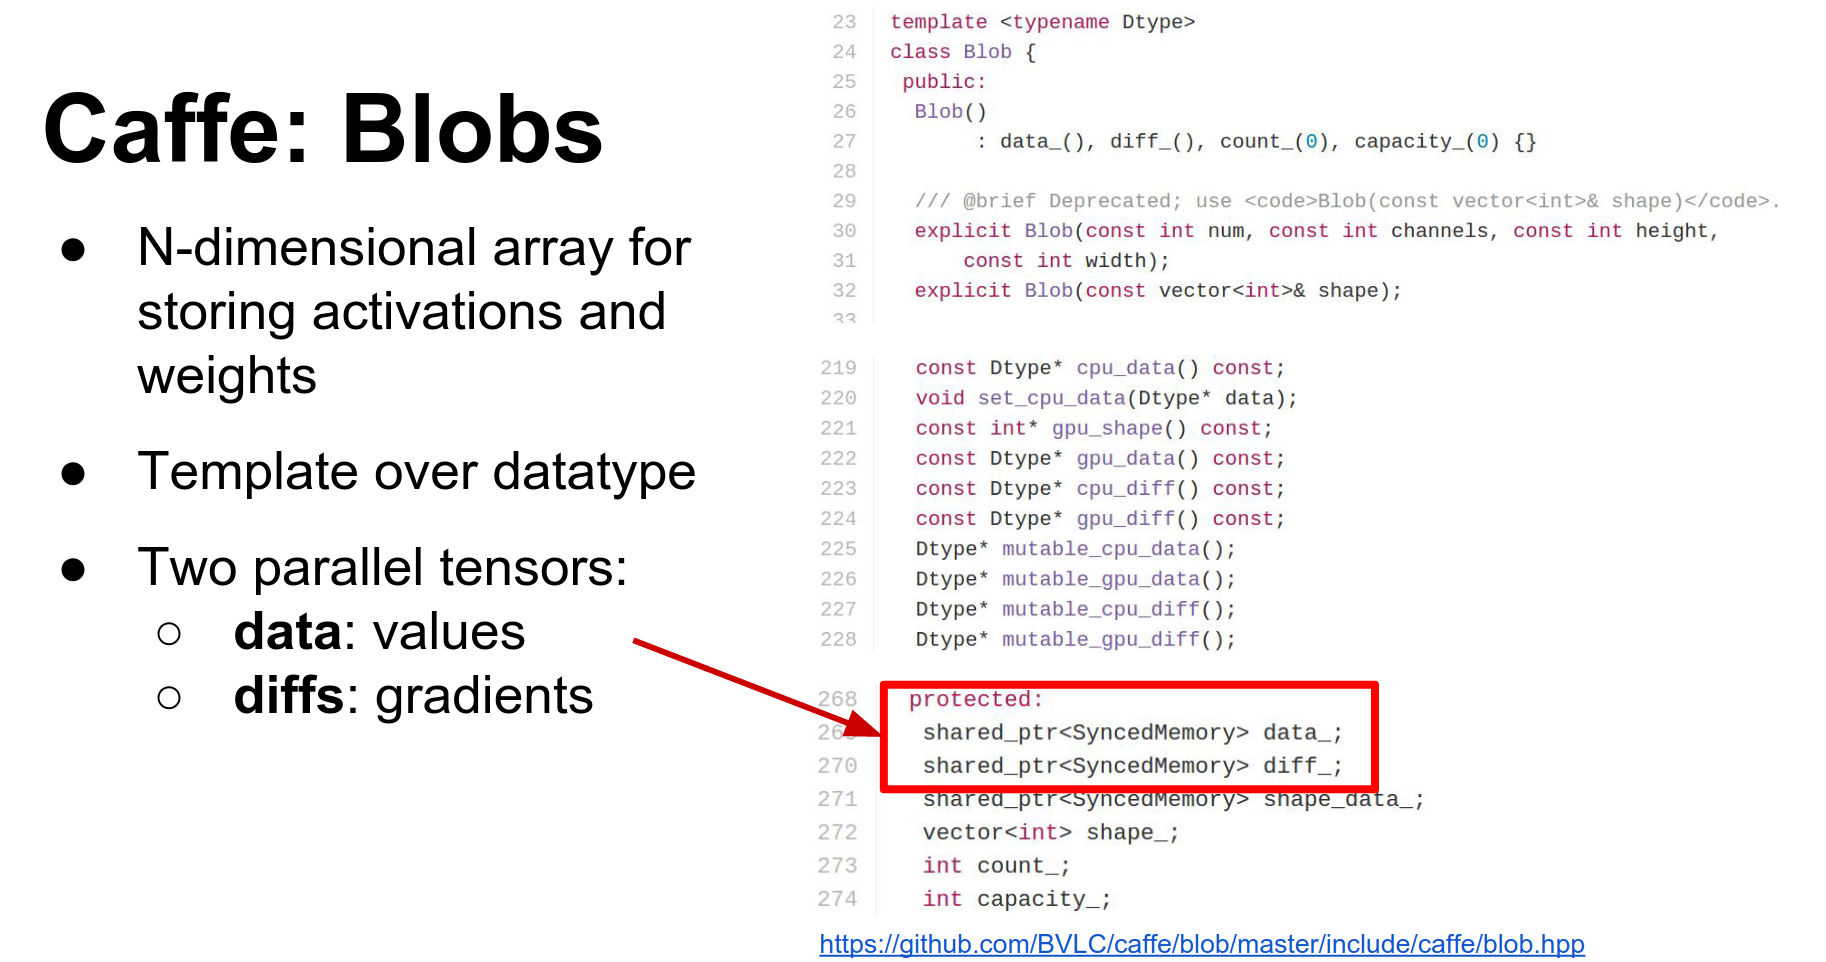 Caffe: Blobs
● N-dimensional array for
storing activations and
weights
● Template over datatype
● Two parallel tensors:
○ data: values
○ diffs: gradients
23 template <typename Dtype>
24 class Blob {
25 public:
26 Blob()
27 : data_(), diff_(), count_(0), capacity_(0) {}
28
29 /// @brief Deprecated; use <code>Blob(const vector<int>& shape)</code>.
30 explicit Blob(const int num, const int channels, const int height,
31 const int width);
32 explicit Blob(const vector<int>& shape);
33
219 const Dtype* cpu_data() const;
220 void set_cpu_data(Dtype* data);
221 const int* gpu_shape() const;
222 const Dtype* gpu_data() const;
223 const Dtype* cpu_diff() const;
224 const Dtype* gpu_diff() const;
225 Dtype* mutable_cpu_data();
226 Dtype* mutable_gpu_data();
227 Dtype* mutable_cpu_diff();
228 Dtype* mutable_gpu_diff();
268 protected:
269 shared_ptr<SyncedMemory> data_;
270 shared_ptr<SyncedMemory> diff_;
271 shared_ptr<SyncedMemory> shape_data_;
272 vector<int> shape_;
273 int count_;
274 int capacity_;
https://github.com/BVLC/caffe/blob/master/include/caffe/blob.hpp